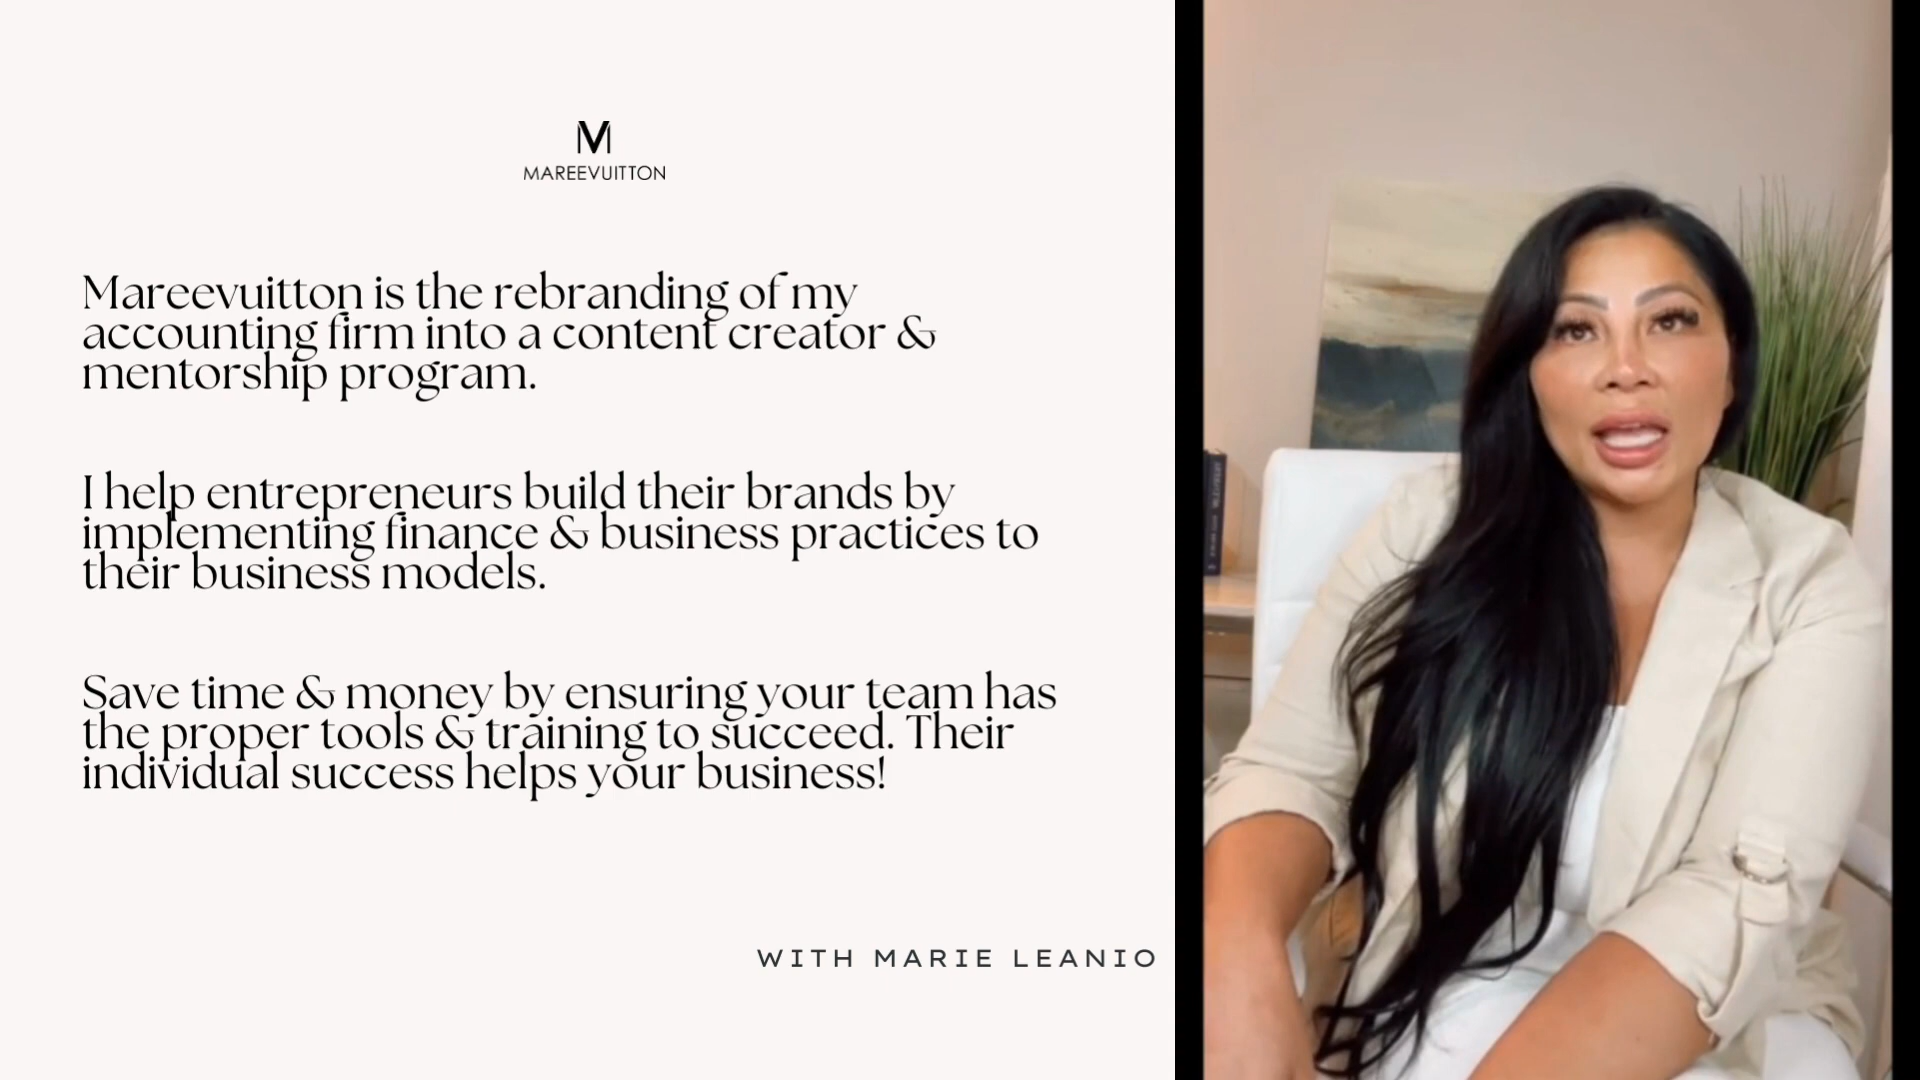 M
MAREEVUITTON
Mareevuitton is the rebranding of my
accounting firm into a content creator &
mentorship program.
I help entrepreneurs build their brands by
implementing finance & business practices to
their business models.
Save time & money by ensuring your team has
the proper tools & training to succeed. Their
individual success helps your business!
WITH MARIE LEANIO